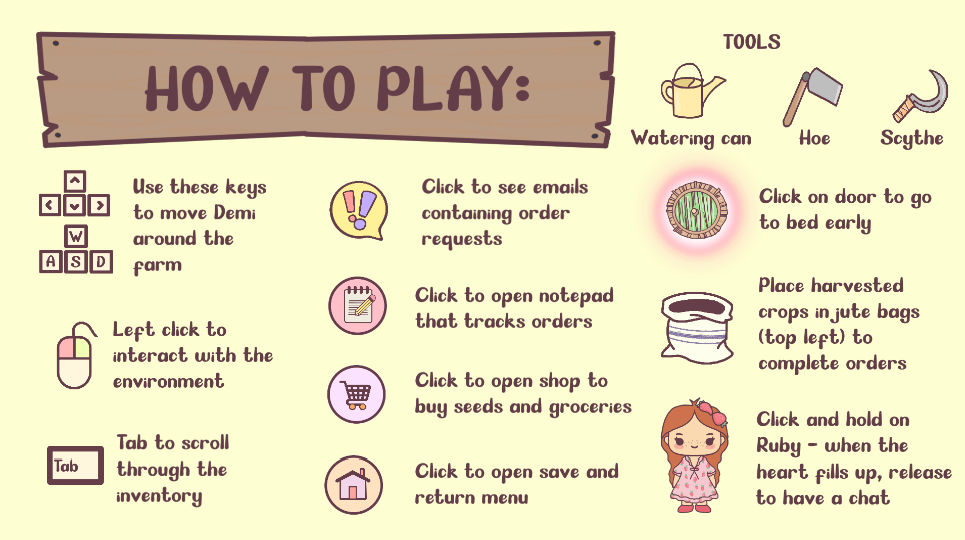 HOW TO PLAY:
TOOLS
Watering can
Hoe
Scythe
Use these keys
to move Demi
around the
farm
W
A S D
Left click to
interact with the
environment
Tab
Tab to scroll
through the
inventory
Click to see emails
containing order
requests
Click to open notepad
that tracks orders
Click to open shop to
buy seeds and groceries
Click to open save and
return menu
Click on door to go
to bed early
Place harvested
crops in jute bags
(top left) to
complete orders
Click and hold on
Ruby - when the
heart fills up, release
to have a chat